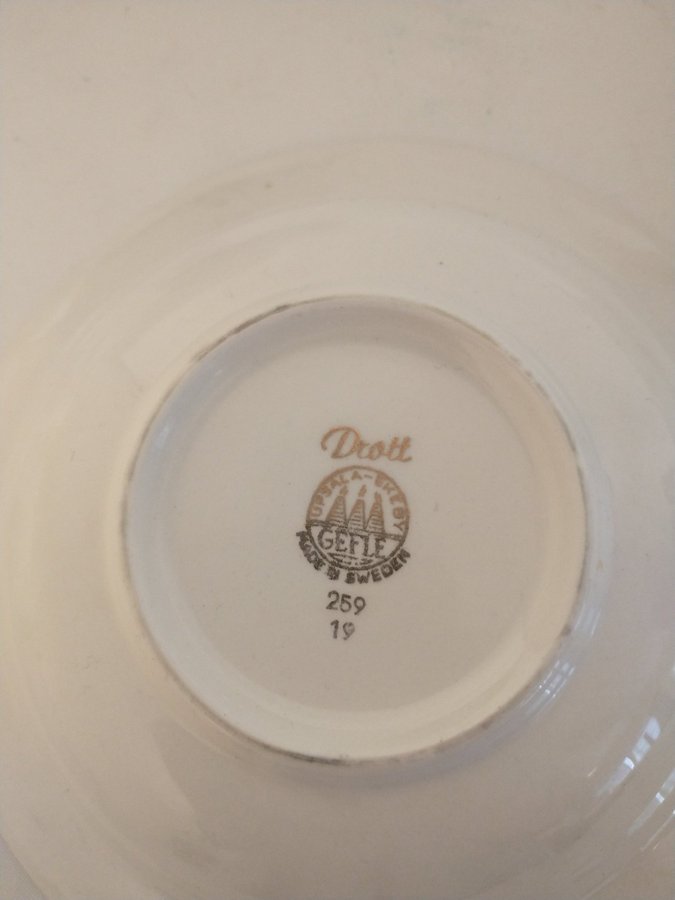 Drott
UPSALA-EKEBY
GEFLE
MADE IN SWEDEN
259
19